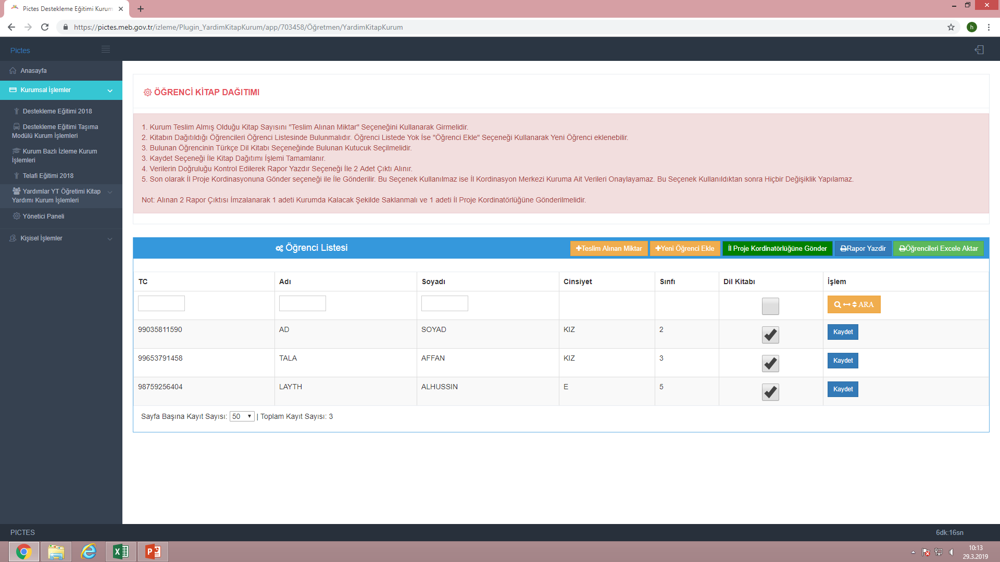 Pictes Destekleme Eğitimi Kurum
https://pictes.meb.gov.tr/izleme/Plugin_YardimKitapKurum/app/703458/Öğretmen/YardimKitapKurum
h
Pictes
Anasayfa
Kurumsal İşlemler
Destekleme Eğitimi 2018
Destekleme Eğitimi Taşıma
Modülü Kurum İşlemleri
Kurum Bazlı İzleme Kurum
İşlemleri
Telafi Eğitimi 2018
Yardımlar YT Öğretimi Kitap
Yardımı Kurum İşlemleri
Yönetici Paneli
Kişisel İşlemler
ÖĞRENCİ KİTAP DAĞITIMI
1. Kurum Teslim Almış Olduğu Kitap Sayısını "Teslim Alınan Miktar" Seçeneğini Kullanarak Girmelidir.
2. Kitabın Dağıtıldığı Öğrencileri Öğrenci Listesinde Bulunmalıdır. Öğrenci Listede Yok İse "Öğrenci Ekle" Seçeneği Kullanarak Yeni Öğrenci eklenebilir.
3. Bulunan Öğrencinin Türkçe Dil Kitabı Seçeneğinde Bulunan Kutucuk Seçilmelidir.
3. Kaydet Seçeneği İle Kitap Dağıtımı İşlemi Tamamlanır.
4. Verilerin Doğruluğu Kontrol Edilerek Rapor Yazdır Seçeneği İle 2 Adet Çıktı Alınır.
5. Son olarak İl Proje Kordinasyonuna Gönder seçeneği ile İle Gönderilir. Bu Seçenek Kullanılmaz ise İl Kordinasyon Merkezi Kuruma Ait Verileri Onaylayamaz. Bu Seçenek Kullanıldıktan sonra Hiçbir Değişiklik Yapılamaz.
Not: Alınan 2 Rapor Çıktısı İmzalanarak 1 adeti Kurumda Kalacak Şekilde Saklanmalı ve 1 adeti İl Proje Kordinatörlüğüne Gönderilmelidir.
Öğrenci Listesi
Teslim Alınan Miktar Yeni Öğrenci Ekle İl Proje Kordinatörlüğüne Gönder Rapor Yazdir Öğrencileri Excele Aktar
TC Adı Soyadı Cinsiyet Sınfı Dil Kitabı İşlem
ARA
99035811590 AD SOYAD KIZ 2 Kaydet
99653791458 TALA AFFAN KIZ 3 Kaydet
98759256404 LAYTH ALHUSSIN E 5 Kaydet
Sayfa Başına Kayıt Sayısı: 50 | Toplam Kayıt Sayısı: 3
PICTES
6dk:16sn
10:13
29.3.2019